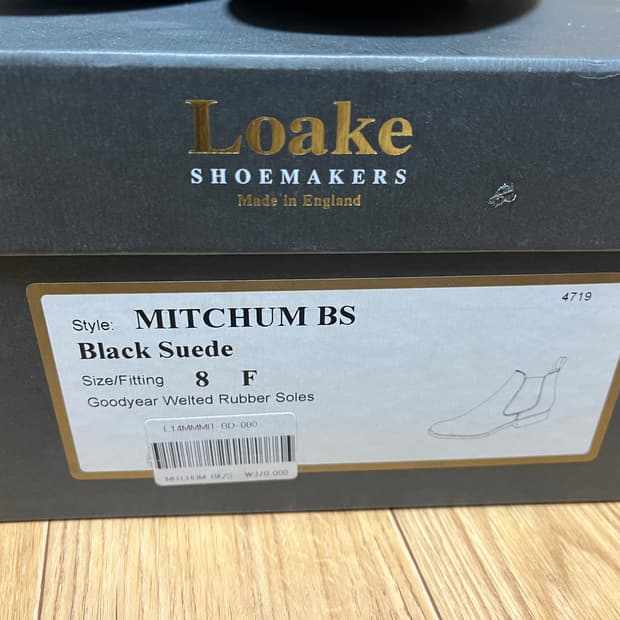 Loake
SHOEMAKERS
Made in England
4719
Style: MITCHUM BS
Black Suede
Size/Fitting 8 F
Goodyear Welted Rubber Soles
MITCHUM BK/S ₩370,000